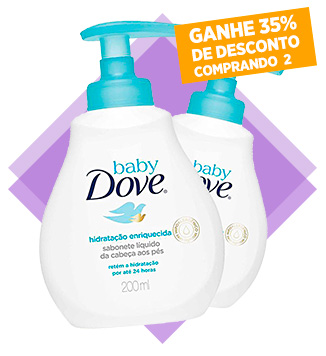 GANHE 35%
DE DESCONTO
COMPRANDO 2
baby
Dove
hidratação enriquecida
sabonete líquido
da cabeça aos pés
retém a hidratação
por até 24 horas
200ml